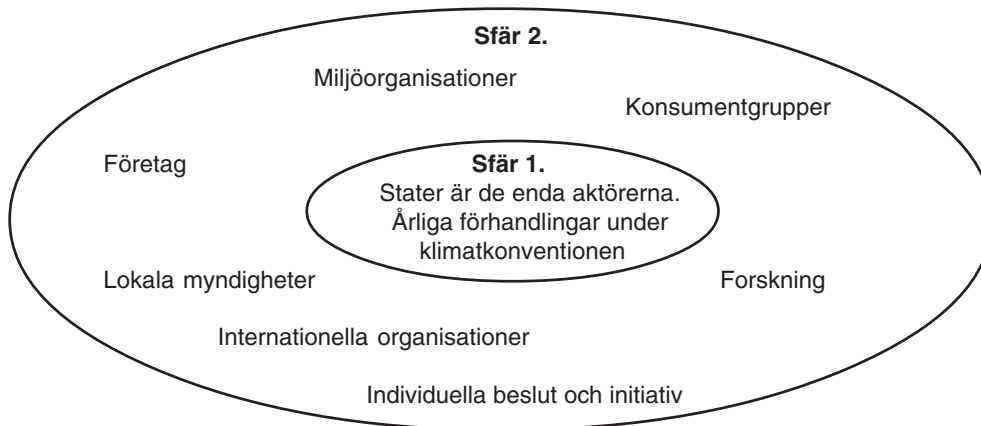 Sfär 2.
Miljöorganisationer
Konsumentgrupper
Företag
Sfär 1.
Stater är de enda aktörerna.
Årliga förhandlingar under
klimatkonventionen
Lokala myndigheter
Forskning
Internationella organisationer
Individuella beslut och initiativ